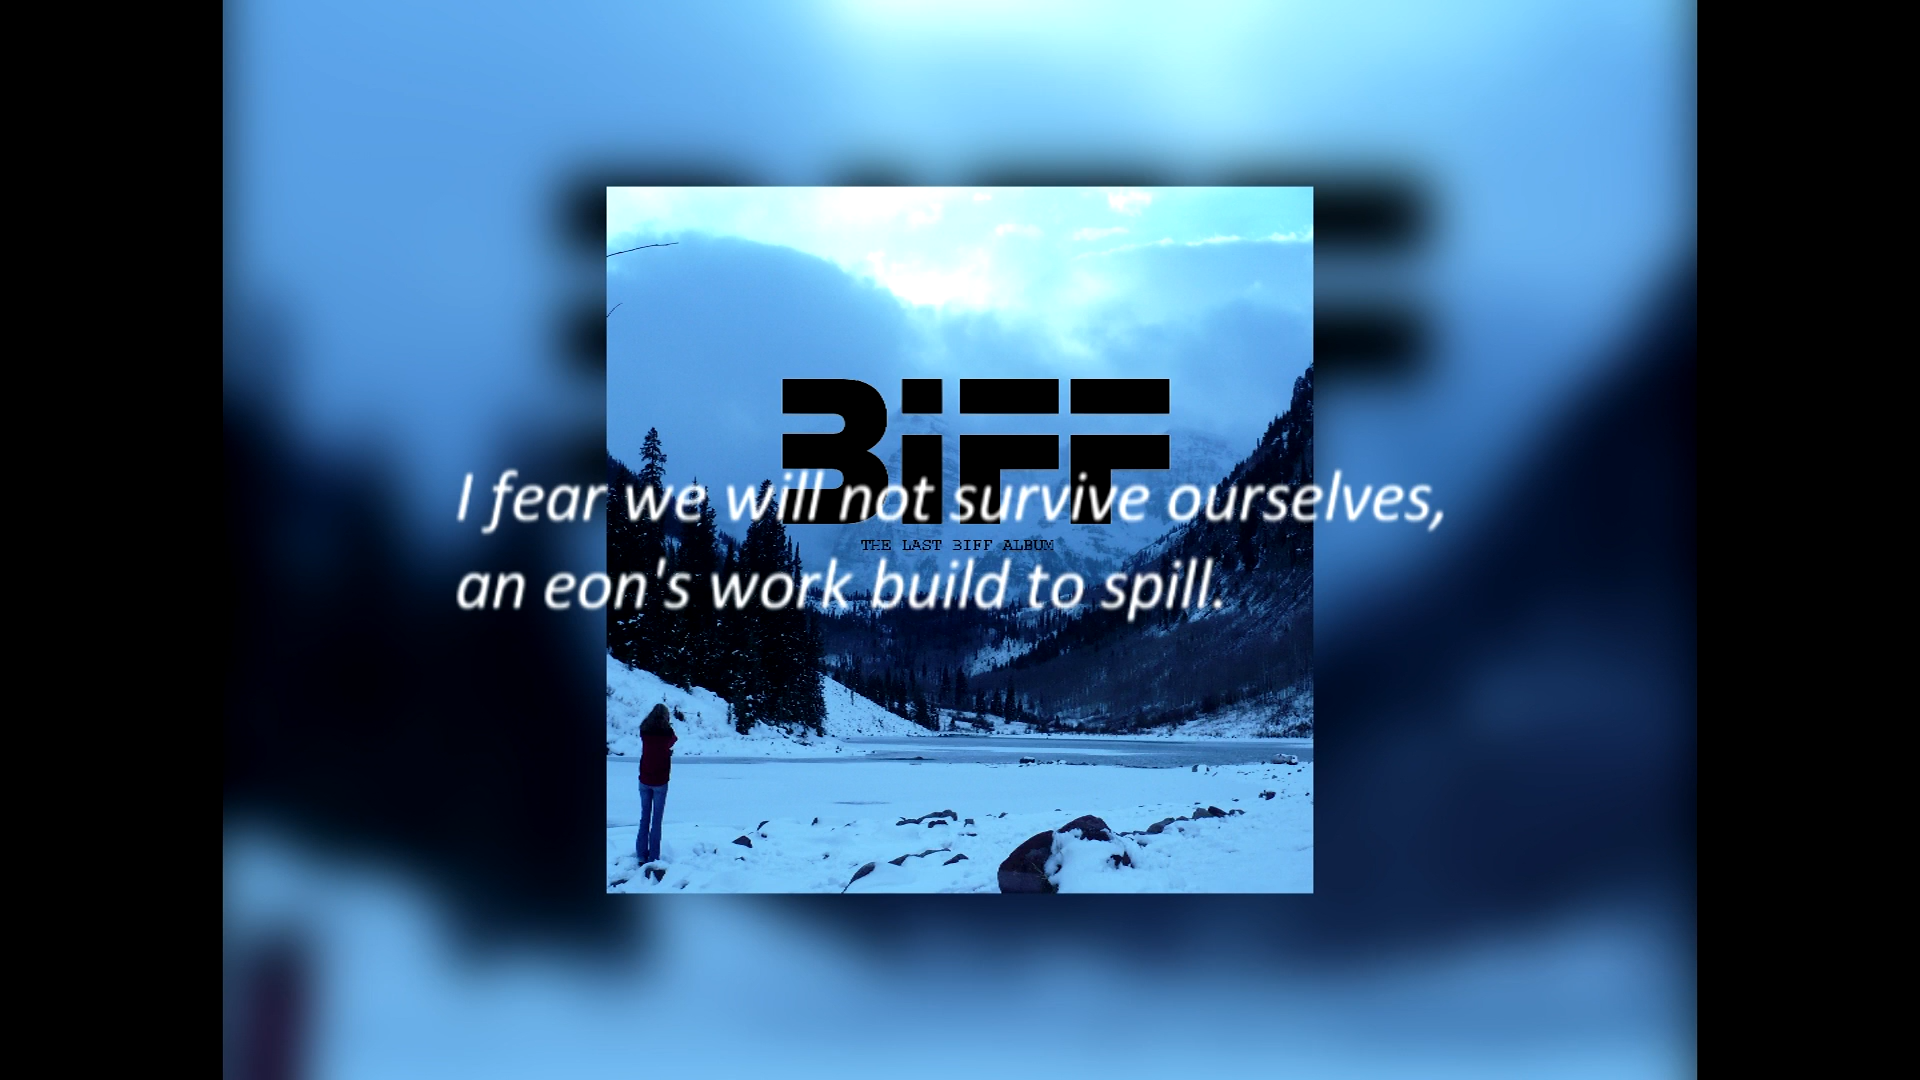 BiFF
I fear we will not survive ourselves,
THE LAST BIFF ALBUM
an eon's work build to spill.